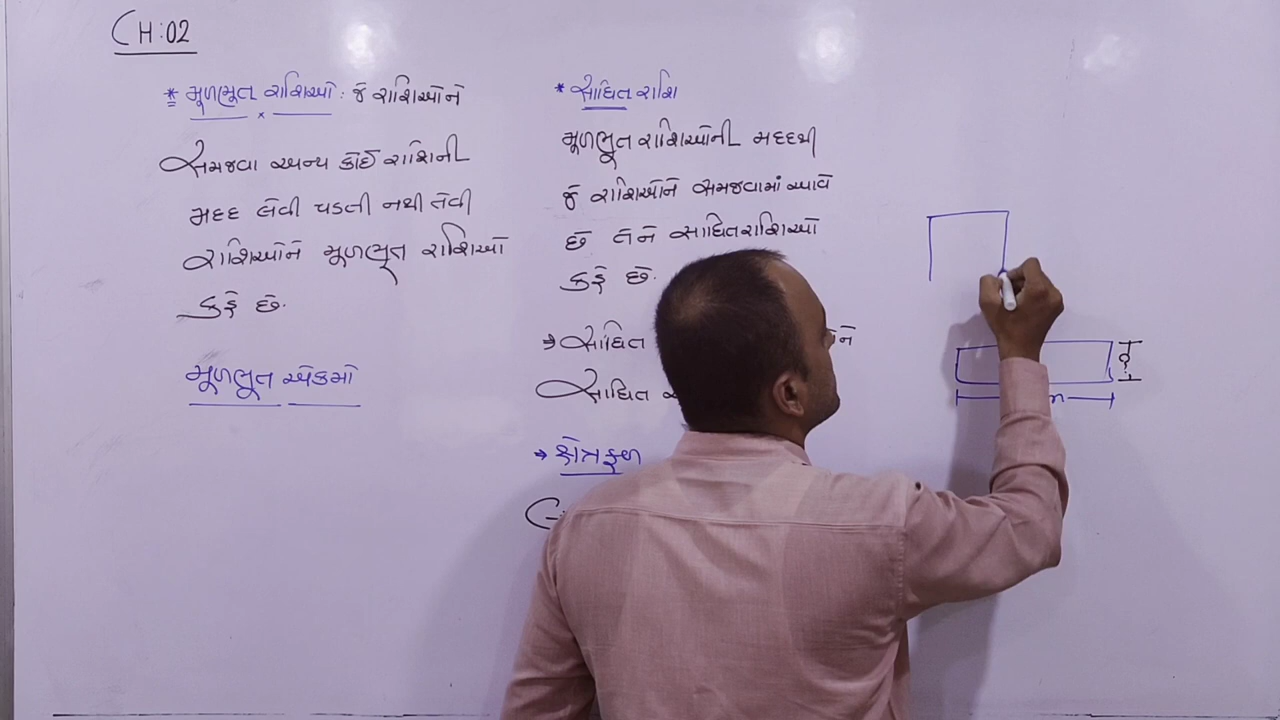 CH:02
* મૂળભૂત રાશિઓ : જે રાશિઓને
સમજવા અન્ય કોઈ રાશિની
મદદ લેવી પડતી નથી તેવી
રાશિઓને મૂળભૂત રાશિઓ
કહે છે.
મૂળભૂત એકમો
* સાધિત રાશિ
મૂળભૂત રાશિઓની મદદથી
જે રાશિઓને સમજવામાં આવે
છે તેને સાધિત રાશિઓ
કહે છે.
→ સાધિત
સાધિત
→ ક્ષેત્રફળ